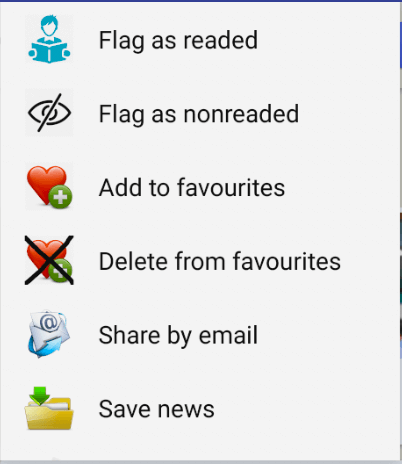 Flag as readed
Flag as nonreaded
Add to favourites
Delete from favourites
Share by email
Save news